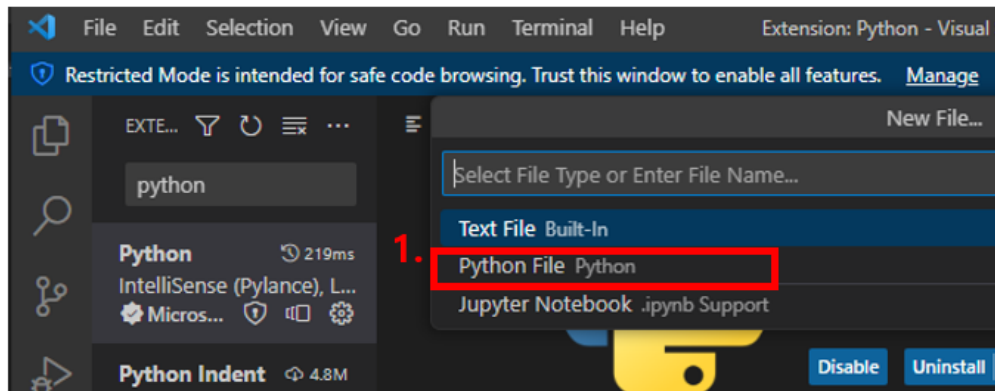 File Edit Selection View Go Run Terminal Help Extension: Python - Visual
Restricted Mode is intended for safe code browsing. Trust this window to enable all features. Manage
EXTE... ...
New File...
python
Select File Type or Enter File Name...
Text File Built-In
Python 219ms
1.
Python File Python
IntelliSense (Pylance), L...
Micros...
Jupyter Notebook .ipynb Support
Python Indent 4.8M
Disable Uninstall